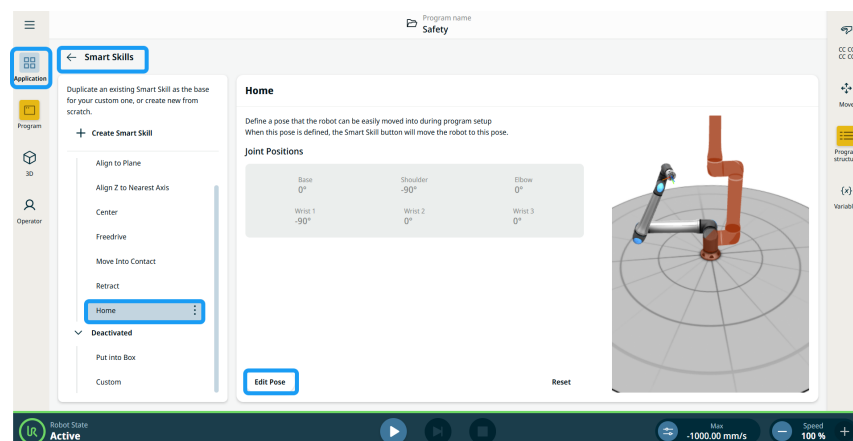 Program name
Safety
Application
Program
3D
Operator
← Smart Skills
Duplicate an existing Smart Skill as the base
for your custom one, or create new from
scratch.
+ Create Smart Skill
Align to Plane
Align Z to Nearest Axis
Center
Freedrive
Move Into Contact
Retract
Home
Deactivated
Put into Box
Custom
Home
Define a pose that the robot can be easily moved into during program setup
When this pose is defined, the Smart Skill button will move the robot to this pose.
Joint Positions
Base
0°
Shoulder
-90°
Elbow
0°
Wrist 1
-90°
Wrist 2
0°
Wrist 3
0°
Edit Pose
Reset
Move
{x}
Robot State
Active
Max
-1000.00 mm/s
Speed
100 %